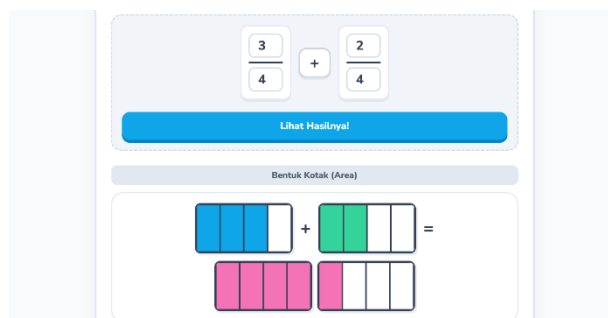 3 2
+
4 4
Lihat Hasilnya!
Bentuk Kotak (Area)
+ =